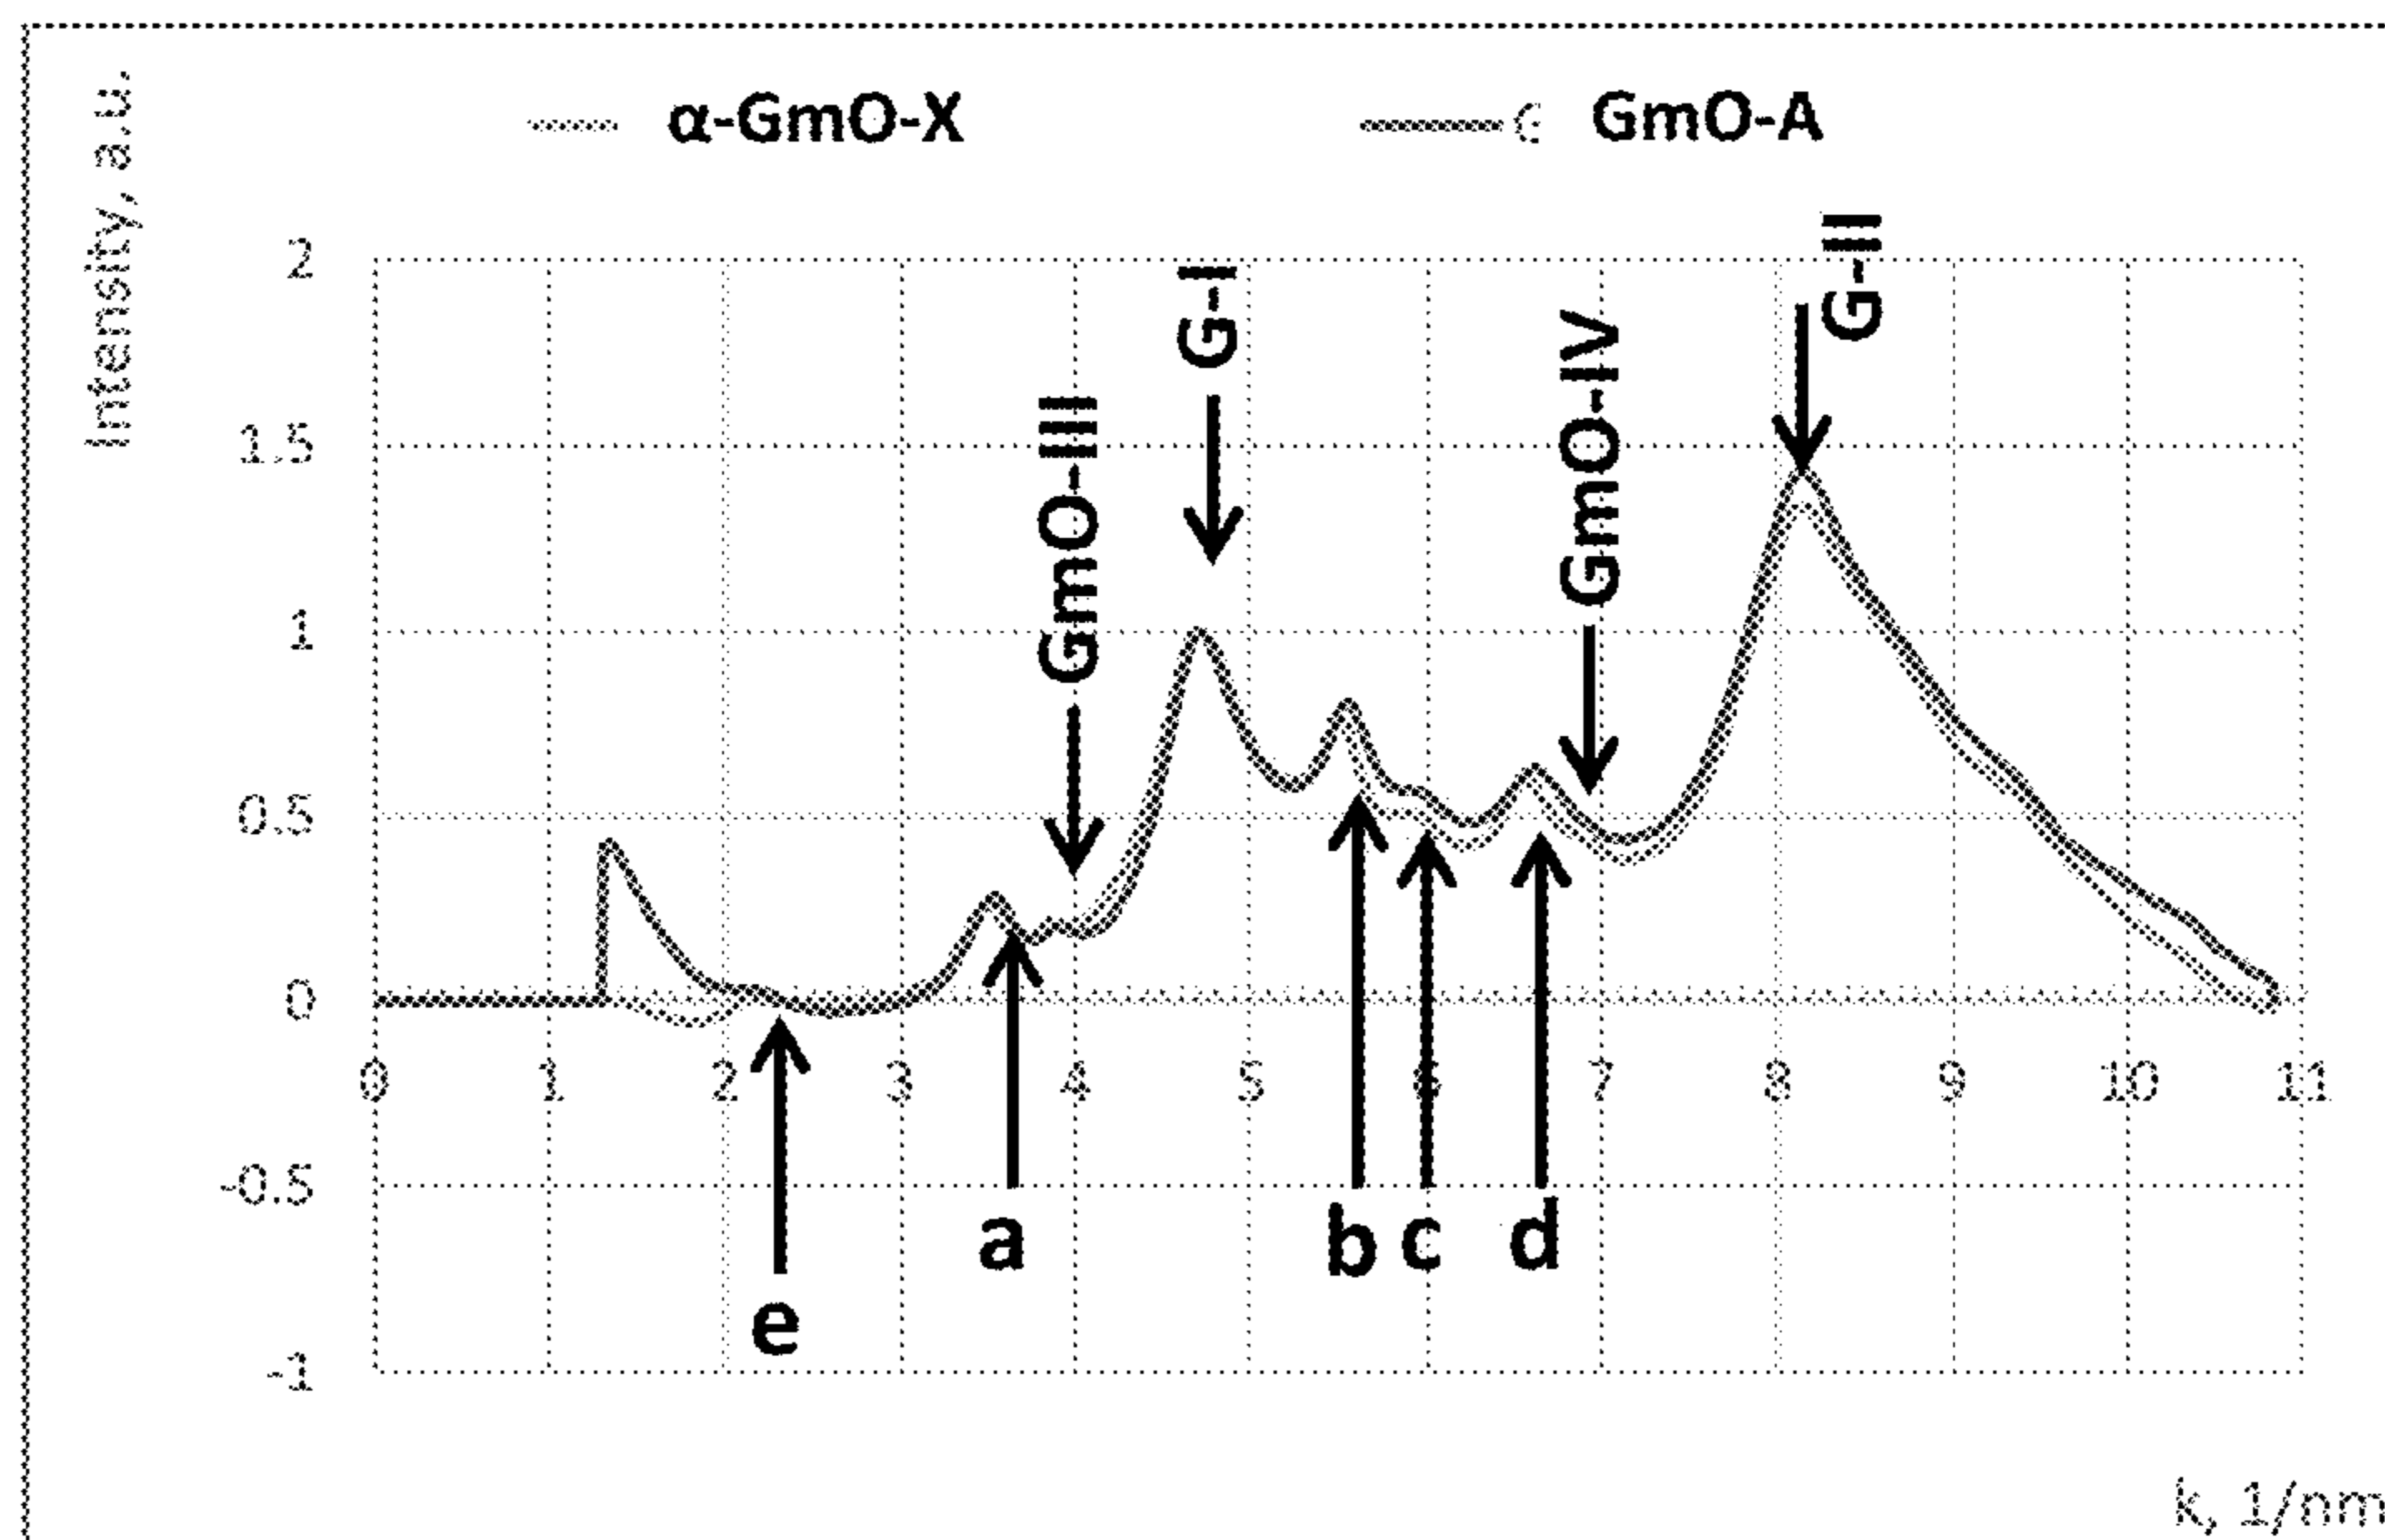 Intensity, a.u.
α-GmO-X
GmO-A
2
1.5
1
0.5
0
-0.5
-1
GmO-III
G-I
GmO-IV
G-II
0 1 2 3 4 5 6 7 8 9 10 11
e
a
b
c
d
k, 1/nm